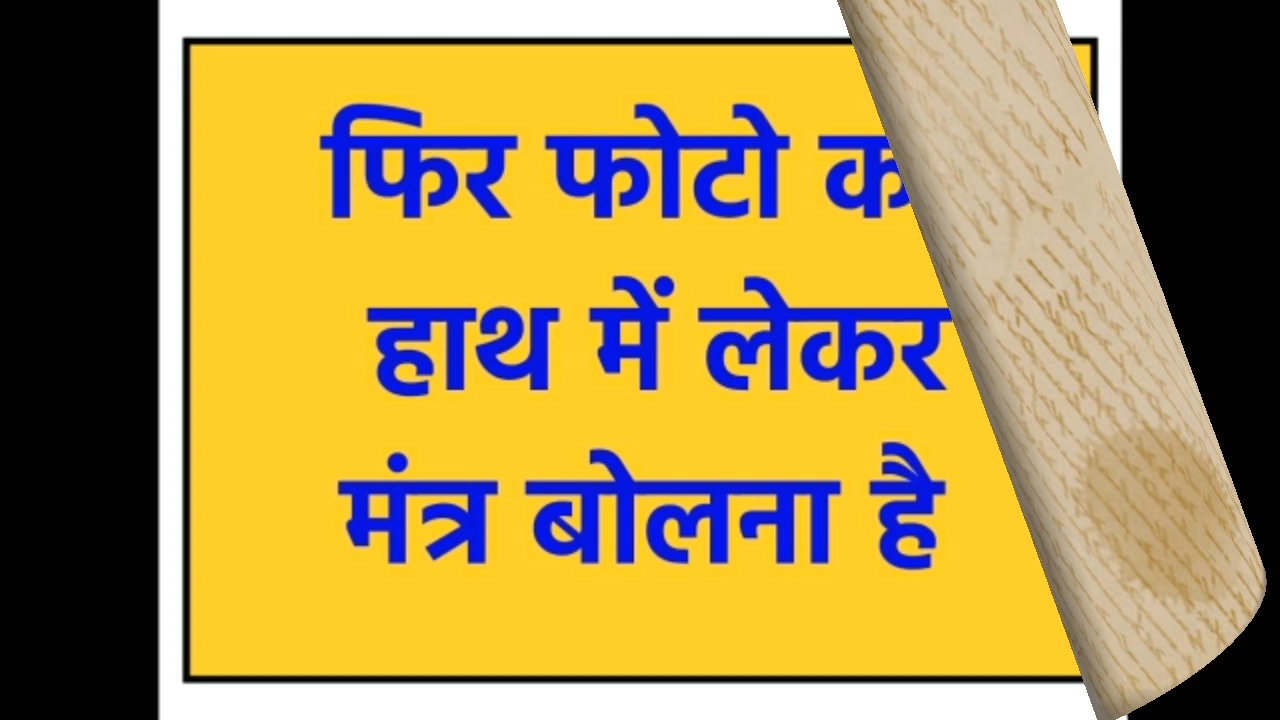 फिर फोटो
हाथ में लेकर
मंत्र बोलना है